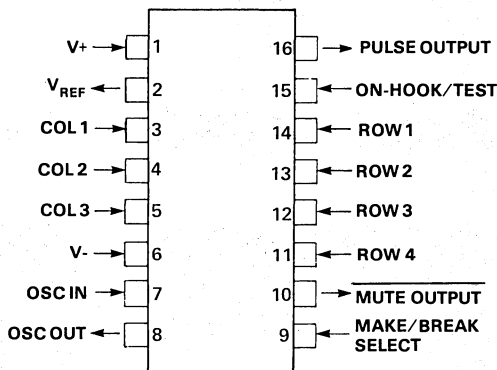 V+ 1 16 PULSE OUTPUT
VREF 2 15 ON-HOOK/TEST
COL 1 3 14 ROW 1
COL 2 4 13 ROW 2
COL 3 5 12 ROW 3
V- 6 11 ROW 4
OSC IN 7 10 MUTE OUTPUT
OSC OUT 8 9 MAKE/BREAK
SELECT